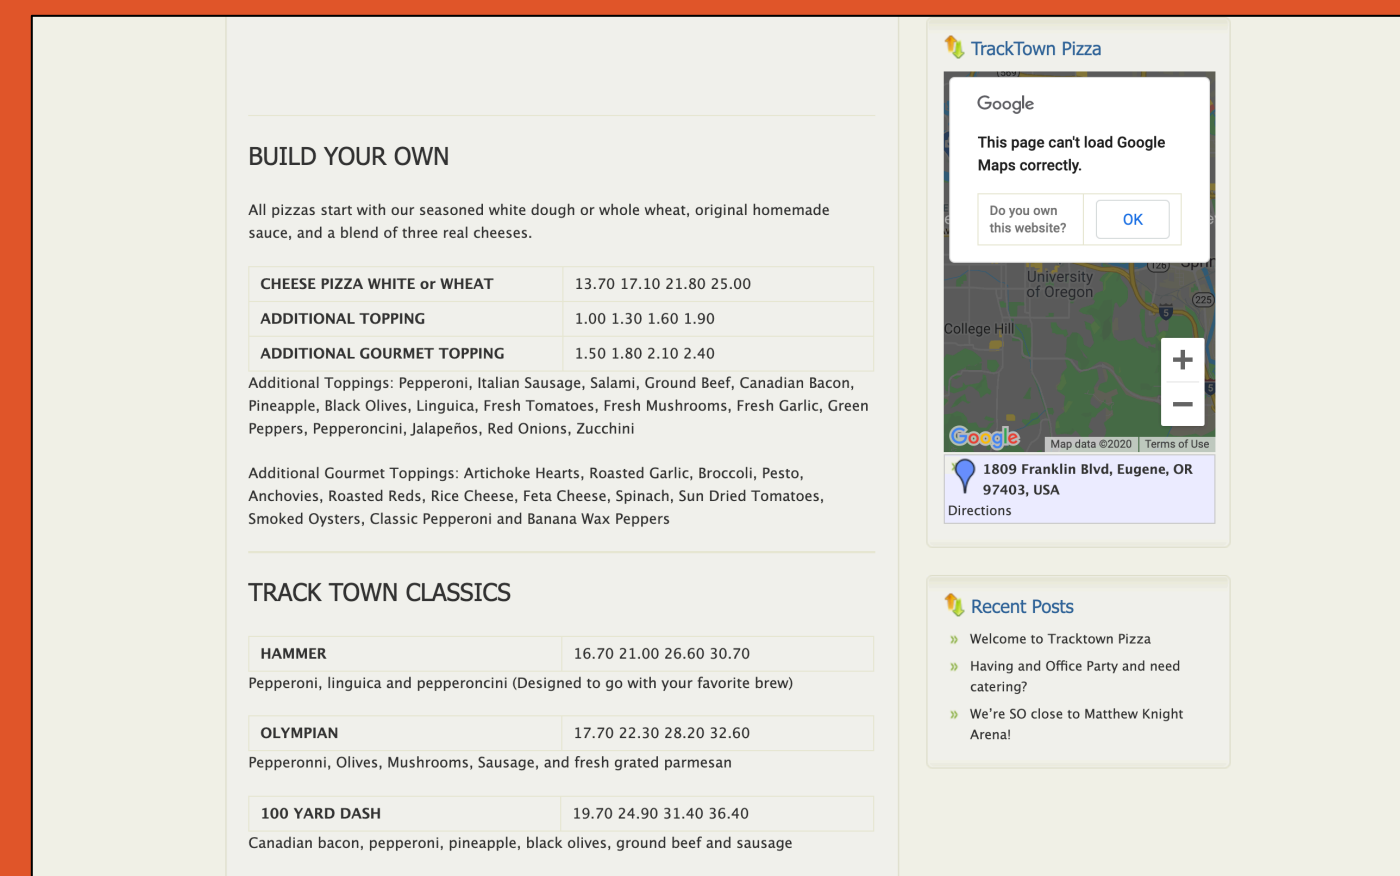 BUILD YOUR OWN
All pizzas start with our seasoned white dough or whole wheat, original homemade
sauce, and a blend of three real cheeses.
CHEESE PIZZA WHITE or WHEAT 13.70 17.10 21.80 25.00
ADDITIONAL TOPPING 1.00 1.30 1.60 1.90
ADDITIONAL GOURMET TOPPING 1.50 1.80 2.10 2.40
Additional Toppings: Pepperoni, Italian Sausage, Salami, Ground Beef, Canadian Bacon,
Pineapple, Black Olives, Linguica, Fresh Tomatoes, Fresh Mushrooms, Fresh Garlic, Green
Peppers, Pepperoncini, Jalapeños, Red Onions, Zucchini
Additional Gourmet Toppings: Artichoke Hearts, Roasted Garlic, Broccoli, Pesto,
Anchovies, Roasted Reds, Rice Cheese, Feta Cheese, Spinach, Sun Dried Tomatoes,
Smoked Oysters, Classic Pepperoni and Banana Wax Peppers
TRACK TOWN CLASSICS
HAMMER 16.70 21.00 26.60 30.70
Pepperoni, linguica and pepperoncini (Designed to go with your favorite brew)
OLYMPIAN 17.70 22.30 28.20 32.60
Pepperonni, Olives, Mushrooms, Sausage, and fresh grated parmesan
100 YARD DASH 19.70 24.90 31.40 36.40
Canadian bacon, pepperoni, pineapple, black olives, ground beef and sausage
TrackTown Pizza
Google
This page can't load Google
Maps correctly.
Do you own
this website?
OK
126
University
of Oregon
225
5
College Hill
5
Google
Map data ©2020 Terms of Use
1809 Franklin Blvd, Eugene, OR
97403, USA
Directions
Recent Posts
» Welcome to Tracktown Pizza
» Having and Office Party and need
catering?
» We're SO close to Matthew Knight
Arena!